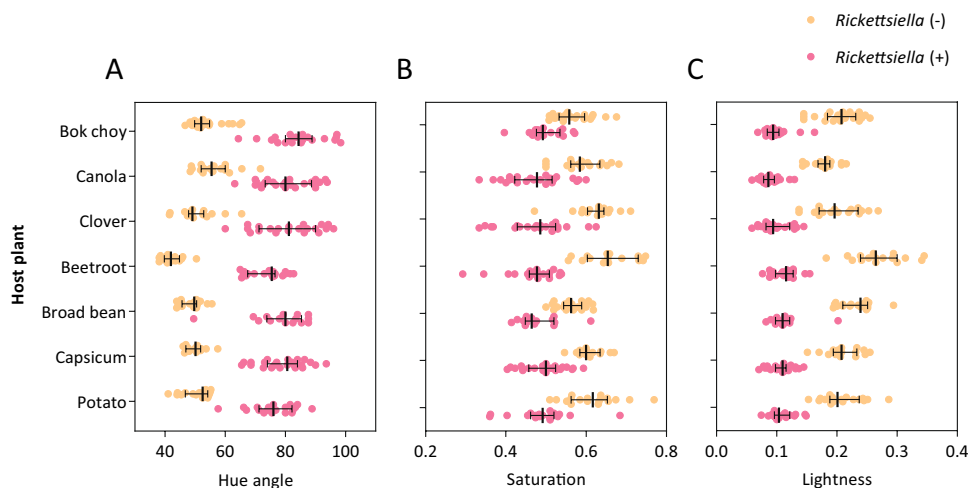 Rickettsiella (-)
Rickettsiella (+)
A
B
C
Host plant
Bok choy
Canola
Clover
Beetroot
Broad bean
Capsicum
Potato
40 60 80 100
Hue angle
0.2 0.4 0.6 0.8
Saturation
0.0 0.1 0.2 0.3 0.4
Lightness